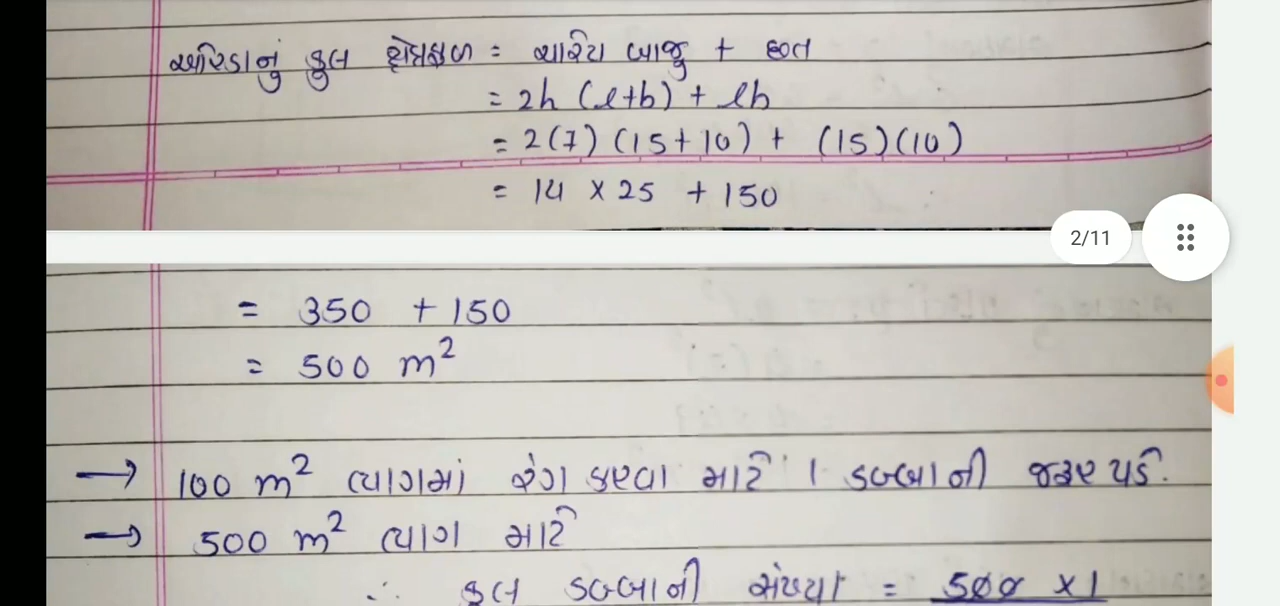 ઓરડાનું કુલ ક્ષેત્રફળ = ચારેય બાજુ + છત
= 2h (l+b) + lb
= 2(7) (15+10) + (15)(10)
= 14 x 25 + 150
2/11
= 350 + 150
= 500 m²
→ 100 m² ભાગમાં રંગ કરવા માટે 1 ડબ્બાની જરૂર પડે.
→ 500 m² ભાગ માટે
∴ કુલ ડબ્બાની સંખ્યા = 500 x 1